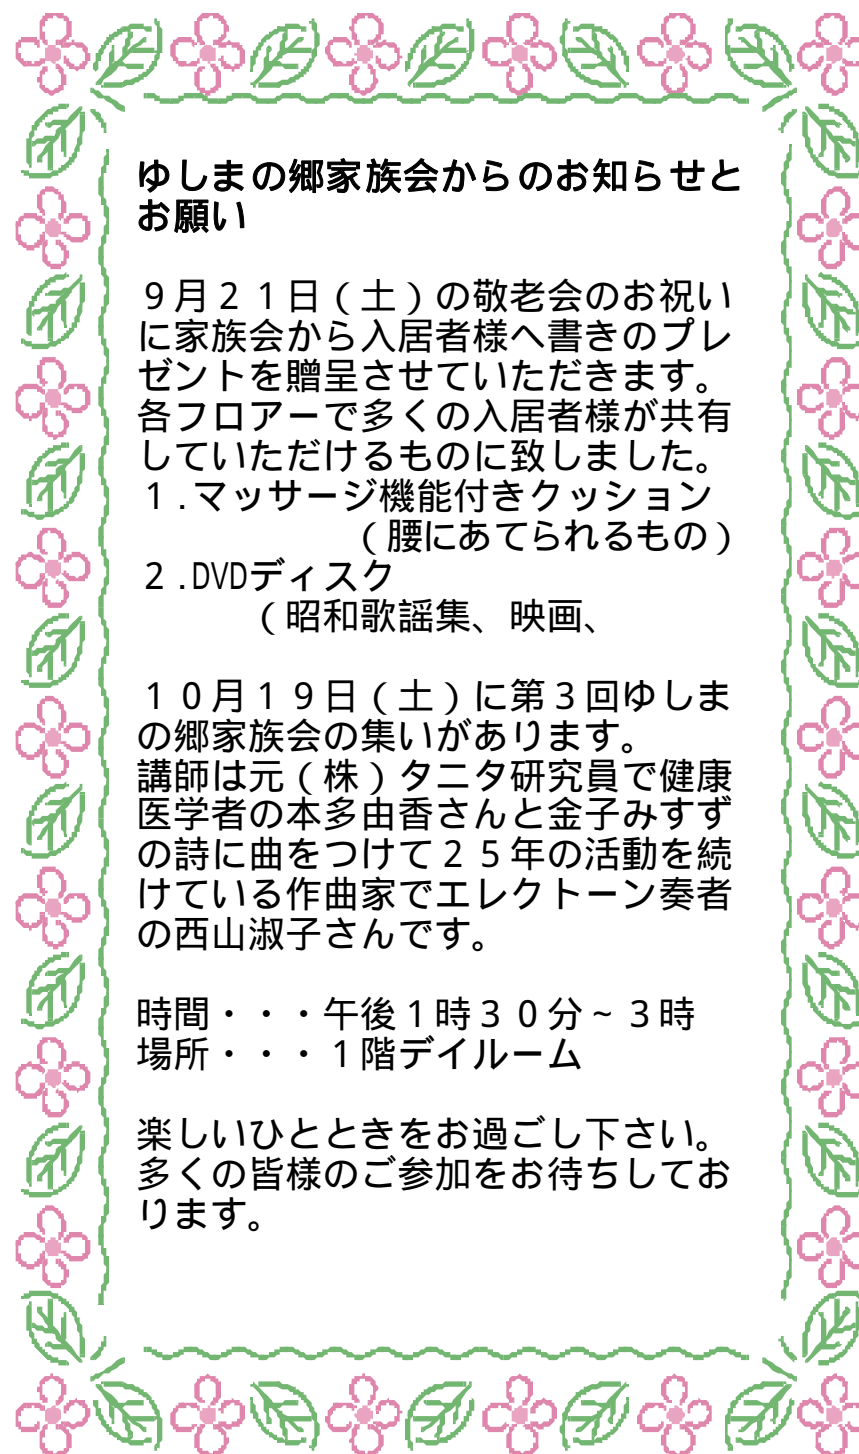 ゆしまの郷家族会からのお知らせと
お願い
９月２１日（土）の敬老会のお祝い
に家族会から入居者様へ書きのプレ
ゼントを贈呈させていただきます。
各フロアーで多くの入居者様が共有
していただけるものに致しました。
１.マッサージ機能付きクッション
（腰にあてられるもの）
２.DVDディスク
（昭和歌謡集、映画、
１０月１９日（土）に第３回ゆしま
の郷家族会の集いがあります。
講師は元（株）タニタ研究員で健康
医学者の本多由香さんと金子みすず
の詩に曲をつけて２５年の活動を続
けている作曲家でエレクトーン奏者
の西山淑子さんです。
時間・・・午後１時３０分~３時
場所・・・１階デイルーム
楽しいひとときをお過ごし下さい。
多くの皆様のご参加をお待ちしてお
ります。